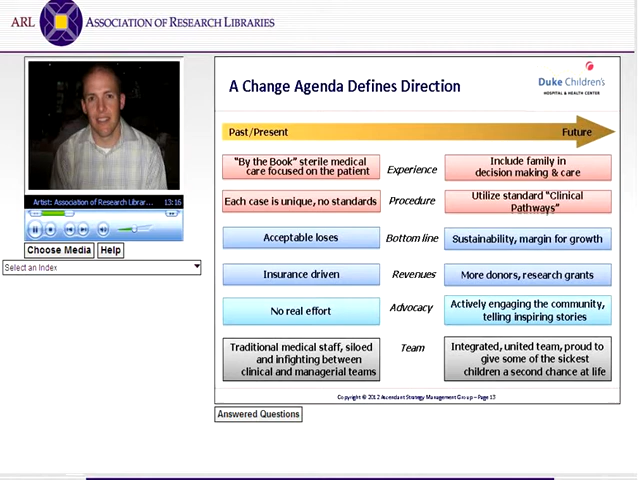 ARL
ASSOCIATION OF RESEARCH LIBRARIES
A Change Agenda Defines Direction
Duke Children's
HOSPITAL & HEALTH CENTER
Past/Present
Future
"By the Book" sterile medical
care focused on the patient
Experience
Include family in
decision making & care
Each case is unique, no standards
Procedure
Utilize standard "Clinical
Pathways"
Acceptable loses
Bottom line
Sustainability, margin for growth
Insurance driven
Revenues
More donors, research grants
No real effort
Advocacy
Actively engaging the community,
telling inspiring stories
Traditional medical staff, siloed
and infighting between
clinical and managerial teams
Team
Integrated, united team, proud to
give some of the sickest
children a second chance at life
Copyright © 2012 Ascendant Strategy Management Group – Page 13
Artist: Association of Research Librar...
13:16
Choose Media
Help
Select an Index
Answered Questions